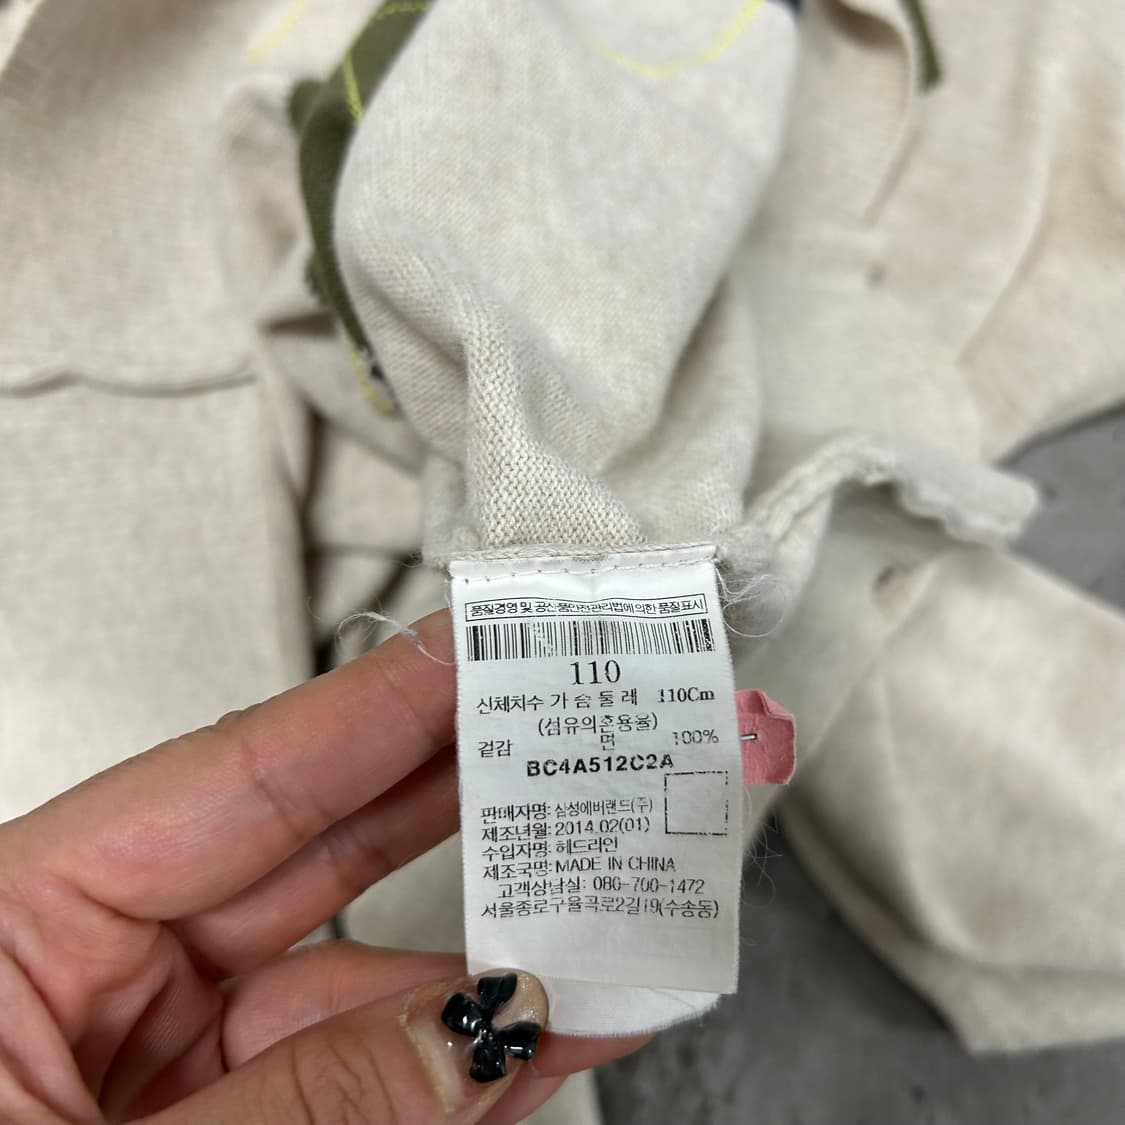 품질경영 및 공산품안전관리법에 의한 품질표시
110
신체치수 가 슴 둘 레 110Cm
(섬유의혼용율)
겉감 면 100%
BC4A512C2A
판매자명: 삼성에버랜드(주)
제조년월: 2014.02(01)
수입자명: 헤드리인
제조국명: MADE IN CHINA
고객상담실: 080-700-1472
서울종로구율곡로2길19(수송동)